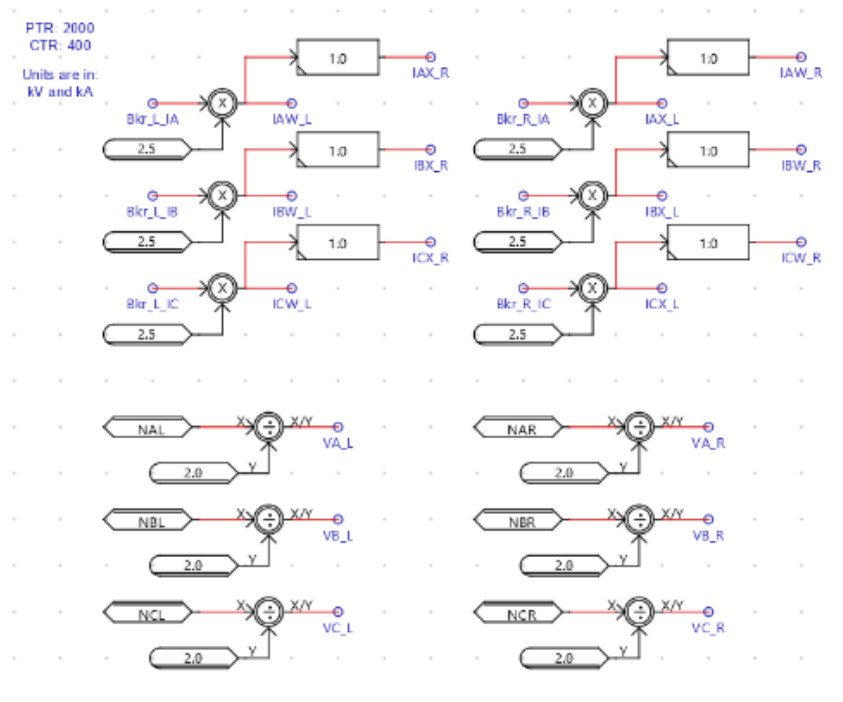 PTR: 2000
CTR: 400
Units are in:
kV and kA
1.0
IAX_R
Bkr_L_IA
X
IAW_L
2.5
1.0
IBX_R
Bkr_L_IB
X
IBW_L
2.5
1.0
ICX_R
Bkr_L_IC
X
ICW_L
2.5
1.0
IAW_R
Bkr_R_IA
X
IAX_L
2.5
1.0
IBW_R
Bkr_R_IB
X
IBX_L
2.5
1.0
ICW_R
Bkr_R_IC
X
ICX_L
2.5
NAL
X
÷
X/Y
VA_L
2.0
Y
NBL
X
÷
X/Y
VB_L
2.0
Y
NCL
X
÷
X/Y
VC_L
2.0
Y
NAR
X
÷
X/Y
VA_R
2.0
Y
NBR
X
÷
X/Y
VB_R
2.0
Y
NCR
X
÷
X/Y
VC_R
2.0
Y